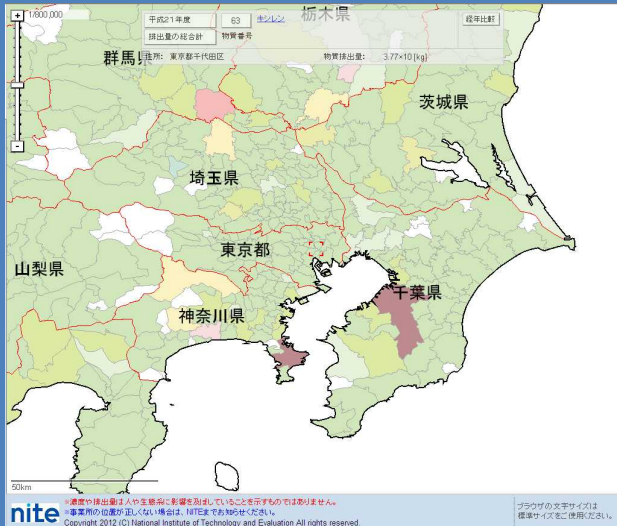 1/800,000
平成21年度 63 キシレン 経年比較
排出量の総合計 物質番号
住所: 東京都千代田区 物質排出量: 3.77×10 [kg]
栃木県
群馬県
茨城県
埼玉県
東京都
山梨県
千葉県
神奈川県
50km
nite
※濃度や排出量は人や生態系に影響を及ぼしていることを示すものではありません。
※事業所の位置が正しくない場合は、NITEまでお知らせください。
Copyright 2012 (C) National Institute of Technology and Evaluation All rights reserved.
ブラウザの文字サイズは
標準サイズをご使用ください。